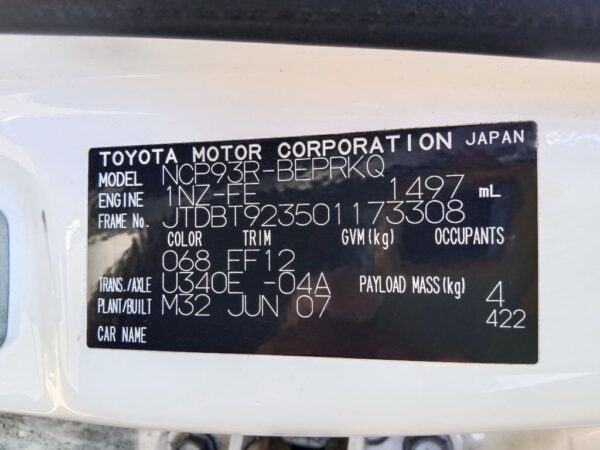 TOYOTA MOTOR CORPORATION JAPAN
MODEL NCP93R-BEPRKQ
ENGINE 1NZ-FE 1497 mL
FRAME No. JTDBT923501173308
COLOR TRIM GVM(kg) OCCUPANTS
068 FF12
TRANS./AXLE U340E -04A PAYLOAD MASS(kg) 4
PLANT/BUILT M32 JUN 07 422
CAR NAME